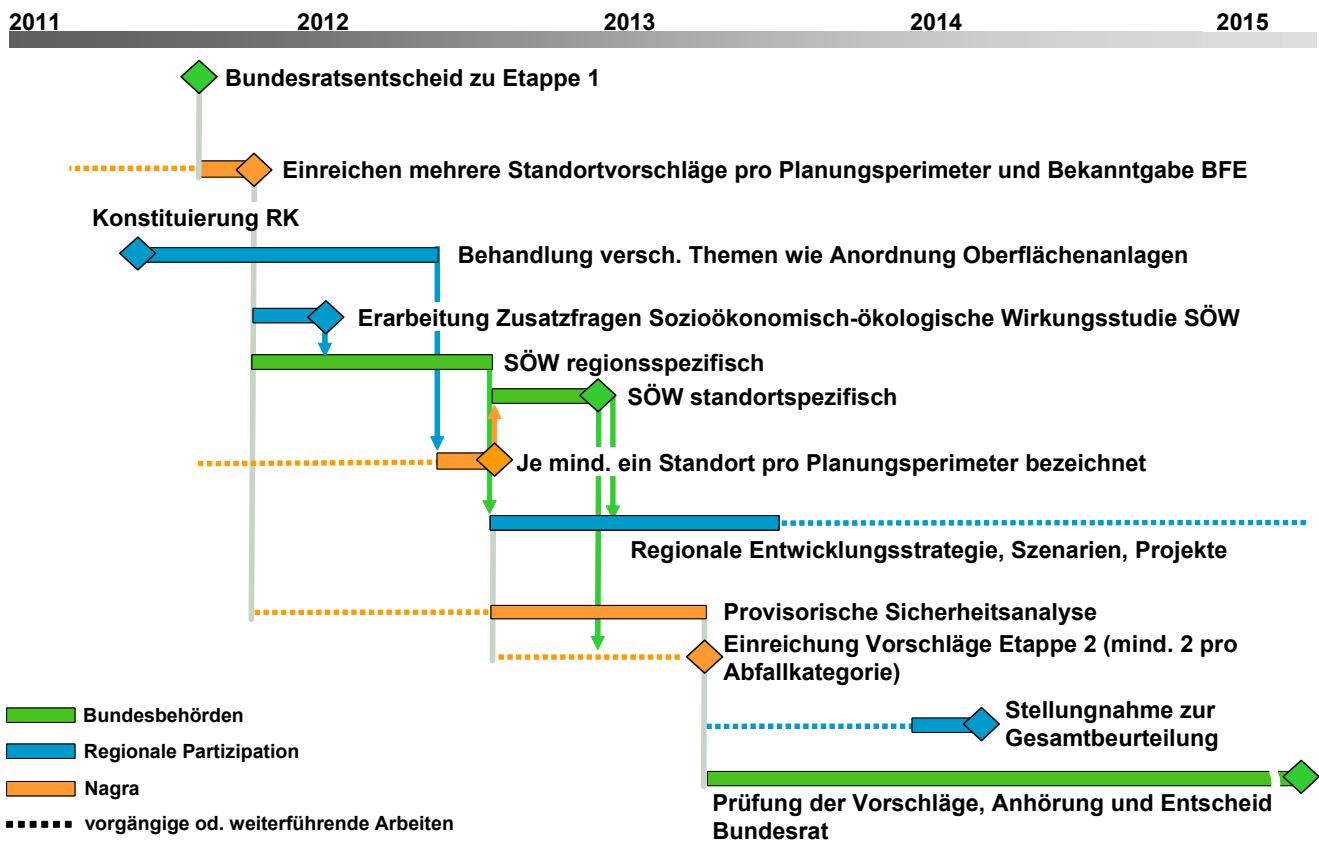 2011 2012 2013 2014 2015
Bundesratsentscheid zu Etappe 1
Einreichen mehrere Standortvorschläge pro Planungsperimeter und Bekanntgabe BFE
Konstituierung RK
Behandlung versch. Themen wie Anordnung Oberflächenanlagen
Erarbeitung Zusatzfragen Sozioökonomisch-ökologische Wirkungsstudie SÖW
SÖW regionsspezifisch
SÖW standortspezifisch
Je mind. ein Standort pro Planungsperimeter bezeichnet
Regionale Entwicklungsstrategie, Szenarien, Projekte
Provisorische Sicherheitsanalyse
Einreichung Vorschläge Etappe 2 (mind. 2 pro
Abfallkategorie)
Stellungnahme zur
Gesamtbeurteilung
Prüfung der Vorschläge, Anhörung und Entscheid
Bundesrat
Bundesbehörden
Regionale Partizipation
Nagra
vorgängige od. weiterführende Arbeiten